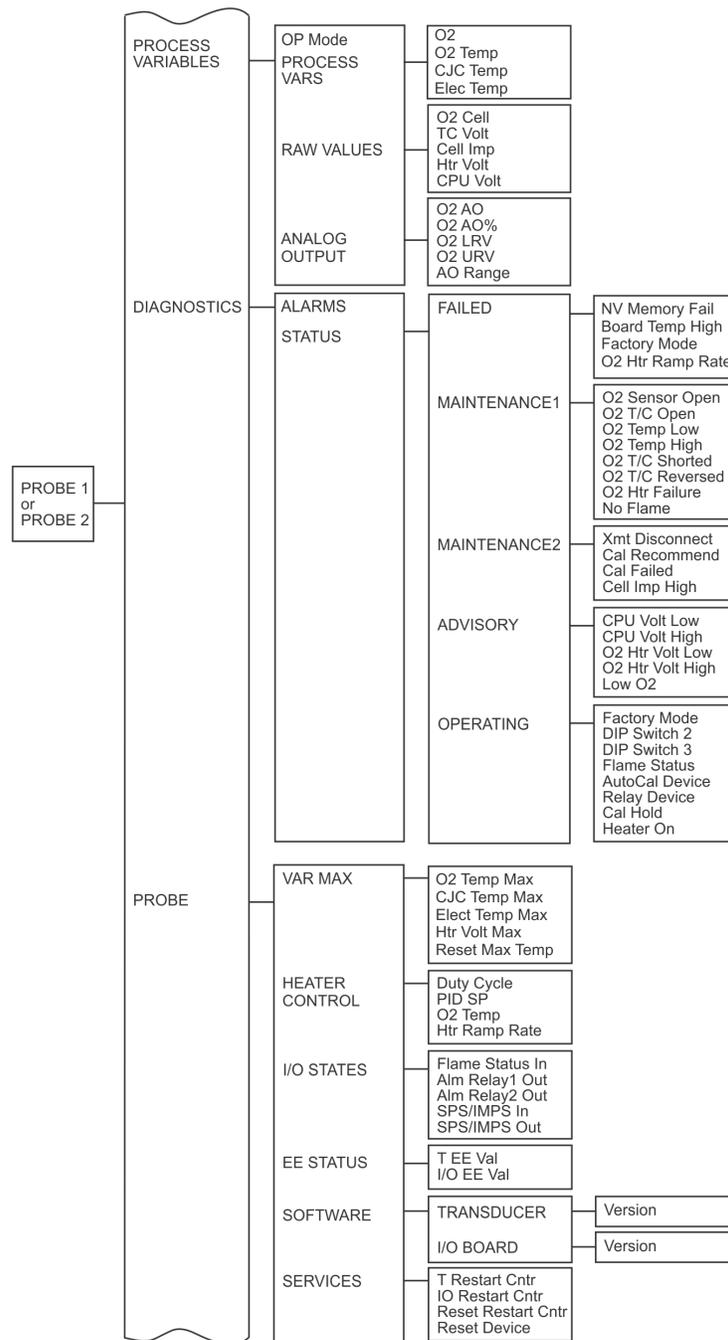 PROBE 1
or
PROBE 2
PROCESS
VARIABLES
OP Mode
PROCESS
VARS
O2
O2 Temp
CJC Temp
Elec Temp
RAW VALUES
O2 Cell
TC Volt
Cell Imp
Htr Volt
CPU Volt
ANALOG
OUTPUT
O2 AO
O2 AO%
O2 LRV
O2 URV
AO Range
DIAGNOSTICS
ALARMS
STATUS
FAILED
NV Memory Fail
Board Temp High
Factory Mode
O2 Htr Ramp Rate
MAINTENANCE1
O2 Sensor Open
O2 T/C Open
O2 Temp Low
O2 Temp High
O2 T/C Shorted
O2 T/C Reversed
O2 Htr Failure
No Flame
MAINTENANCE2
Xmt Disconnect
Cal Recommend
Cal Failed
Cell Imp High
ADVISORY
CPU Volt Low
CPU Volt High
O2 Htr Volt Low
O2 Htr Volt High
Low O2
OPERATING
Factory Mode
DIP Switch 2
DIP Switch 3
Flame Status
AutoCal Device
Relay Device
Cal Hold
Heater On
PROBE
VAR MAX
O2 Temp Max
CJC Temp Max
Elect Temp Max
Htr Volt Max
Reset Max Temp
HEATER
CONTROL
Duty Cycle
PID SP
O2 Temp
Htr Ramp Rate
I/O STATES
Flame Status In
Alm Relay1 Out
Alm Relay2 Out
SPS/IMPS In
SPS/IMPS Out
EE STATUS
T EE Val
I/O EE Val
SOFTWARE
TRANSDUCER
Version
I/O BOARD
Version
SERVICES
T Restart Cntr
IO Restart Cntr
Reset Restart Cntr
Reset Device